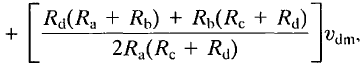 + [ R_d(R_a + R_b) + R_b(R_c + R_d) / 2R_a(R_c + R_d) ] v_dm,